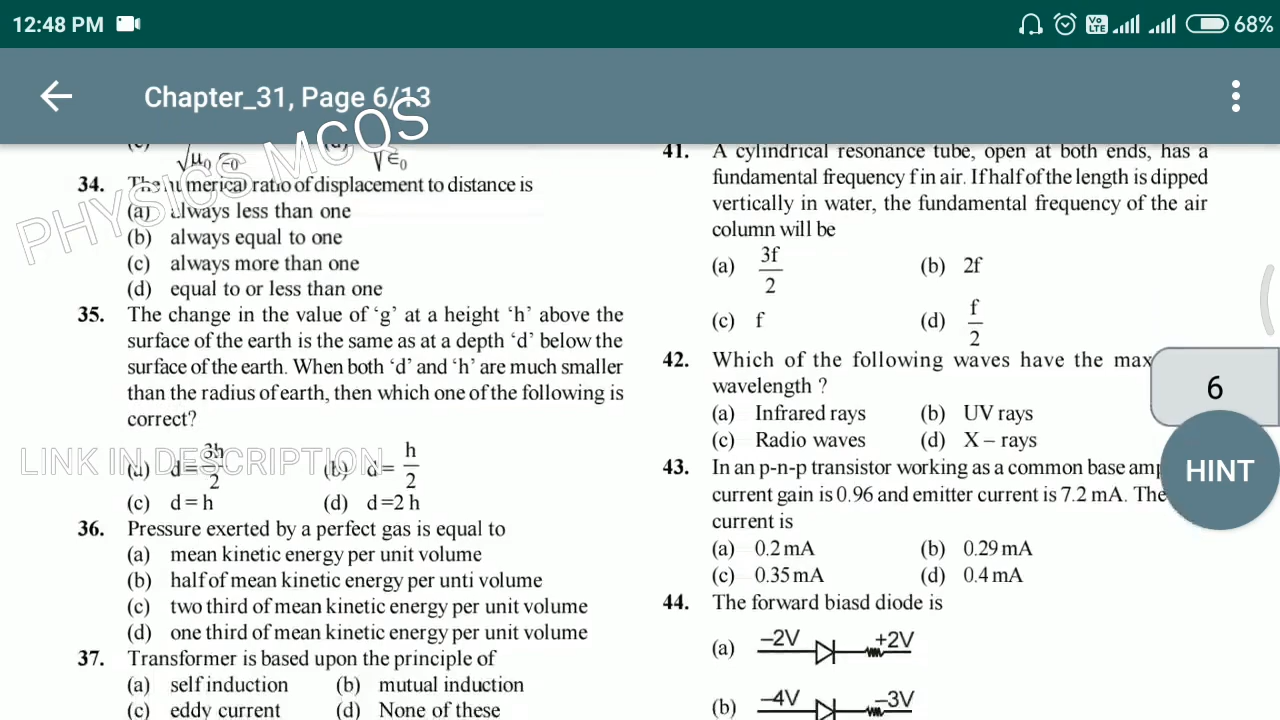 12:48 PM
Vo LTE
68%
Chapter_31, Page 6/13
PHYSICS MCQS
√μ₀ ∈₀
√∈₀
34. The numerical ratio of displacement to distance is
(a) always less than one
(b) always equal to one
(c) always more than one
(d) equal to or less than one
35. The change in the value of ‘g’ at a height ‘h’ above the
surface of the earth is the same as at a depth ‘d’ below the
surface of the earth. When both ‘d’ and ‘h’ are much smaller
than the radius of earth, then which one of the following is
correct?
LINK IN DESCRIPTION
(a) d = 3h/2 (b) d = h/2
(c) d = h (d) d =2 h
36. Pressure exerted by a perfect gas is equal to
(a) mean kinetic energy per unit volume
(b) half of mean kinetic energy per unti volume
(c) two third of mean kinetic energy per unit volume
(d) one third of mean kinetic energy per unit volume
37. Transformer is based upon the principle of
(a) self induction (b) mutual induction
(c) eddy current (d) None of these
41. A cylindrical resonance tube, open at both ends, has a
fundamental frequency f in air. If half of the length is dipped
vertically in water, the fundamental frequency of the air
column will be
(a) 3f/2 (b) 2f
(c) f (d) f/2
42. Which of the following waves have the max
wavelength ?
(a) Infrared rays (b) UV rays
(c) Radio waves (d) X – rays
43. In an p-n-p transistor working as a common base amp
current gain is 0.96 and emitter current is 7.2 mA. The
current is
(a) 0.2 mA (b) 0.29 mA
(c) 0.35 mA (d) 0.4 mA
44. The forward biasd diode is
(a) –2V +2V
(b) –4V –3V
6
HINT